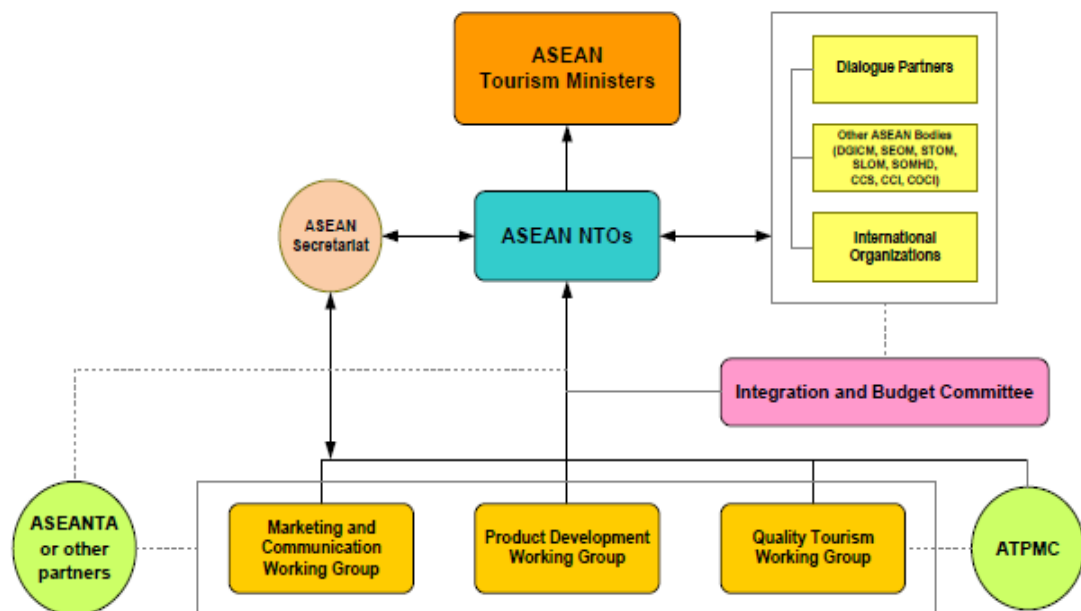 ASEAN
Tourism Ministers
Dialogue Partners
Other ASEAN Bodies
(DGICM, SEOM, STOM,
SLOM, SOMHD,
CCS, CCI, COCI)
International
Organizations
ASEAN
Secretariat
ASEAN NTOs
Integration and Budget Committee
ASEANTA
or other
partners
Marketing and
Communication
Working Group
Product Development
Working Group
Quality Tourism
Working Group
ATPMC